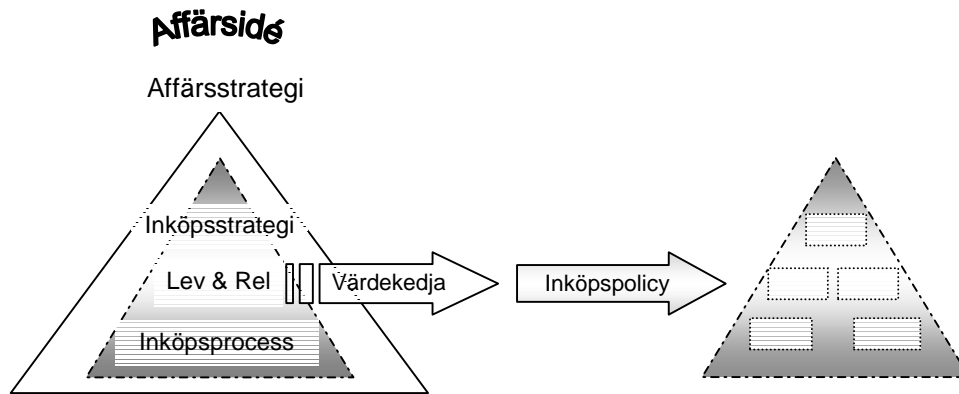 Affärsidé
Affärsstrategi
Inköpsstrategi
Lev & Rel
Värdekedja
Inköpspolicy
Inköpsprocess